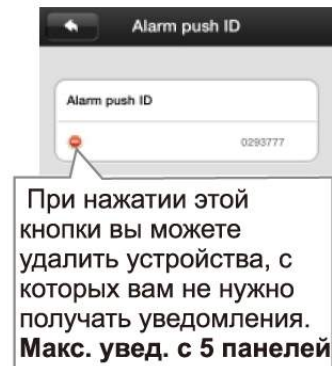 Alarm push ID
Alarm push ID
0293777
При нажатии этой
кнопки вы можете
удалить устройства, с
которых вам не нужно
получать уведомления.
Макс. увед. с 5 панелей